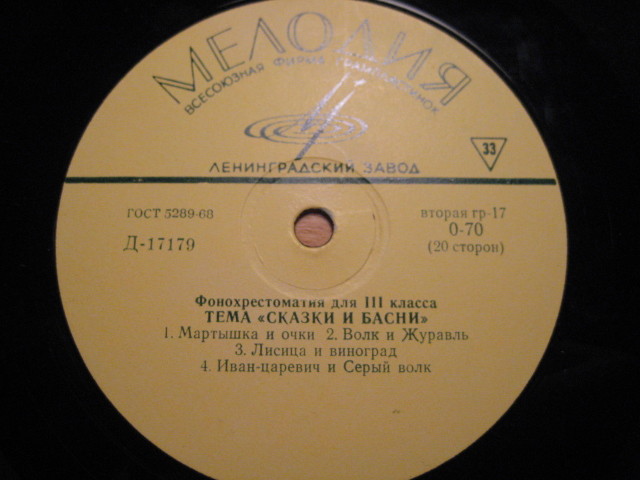 МЕЛОДИЯ
ВСЕСОЮЗНАЯ ФИРМА ГРАМПЛАСТИНОК
ЛЕНИНГРАДСКИЙ ЗАВОД
33
ГОСТ 5289-68
вторая гр-17
Д-17179
0-70
(20 сторон)
Фонохрестоматия для III класса
ТЕМА «СКАЗКИ И БАСНИ»
1. Мартышка и очки 2. Волк и Журавль
3. Лисица и виноград
4. Иван-царевич и Серый волк